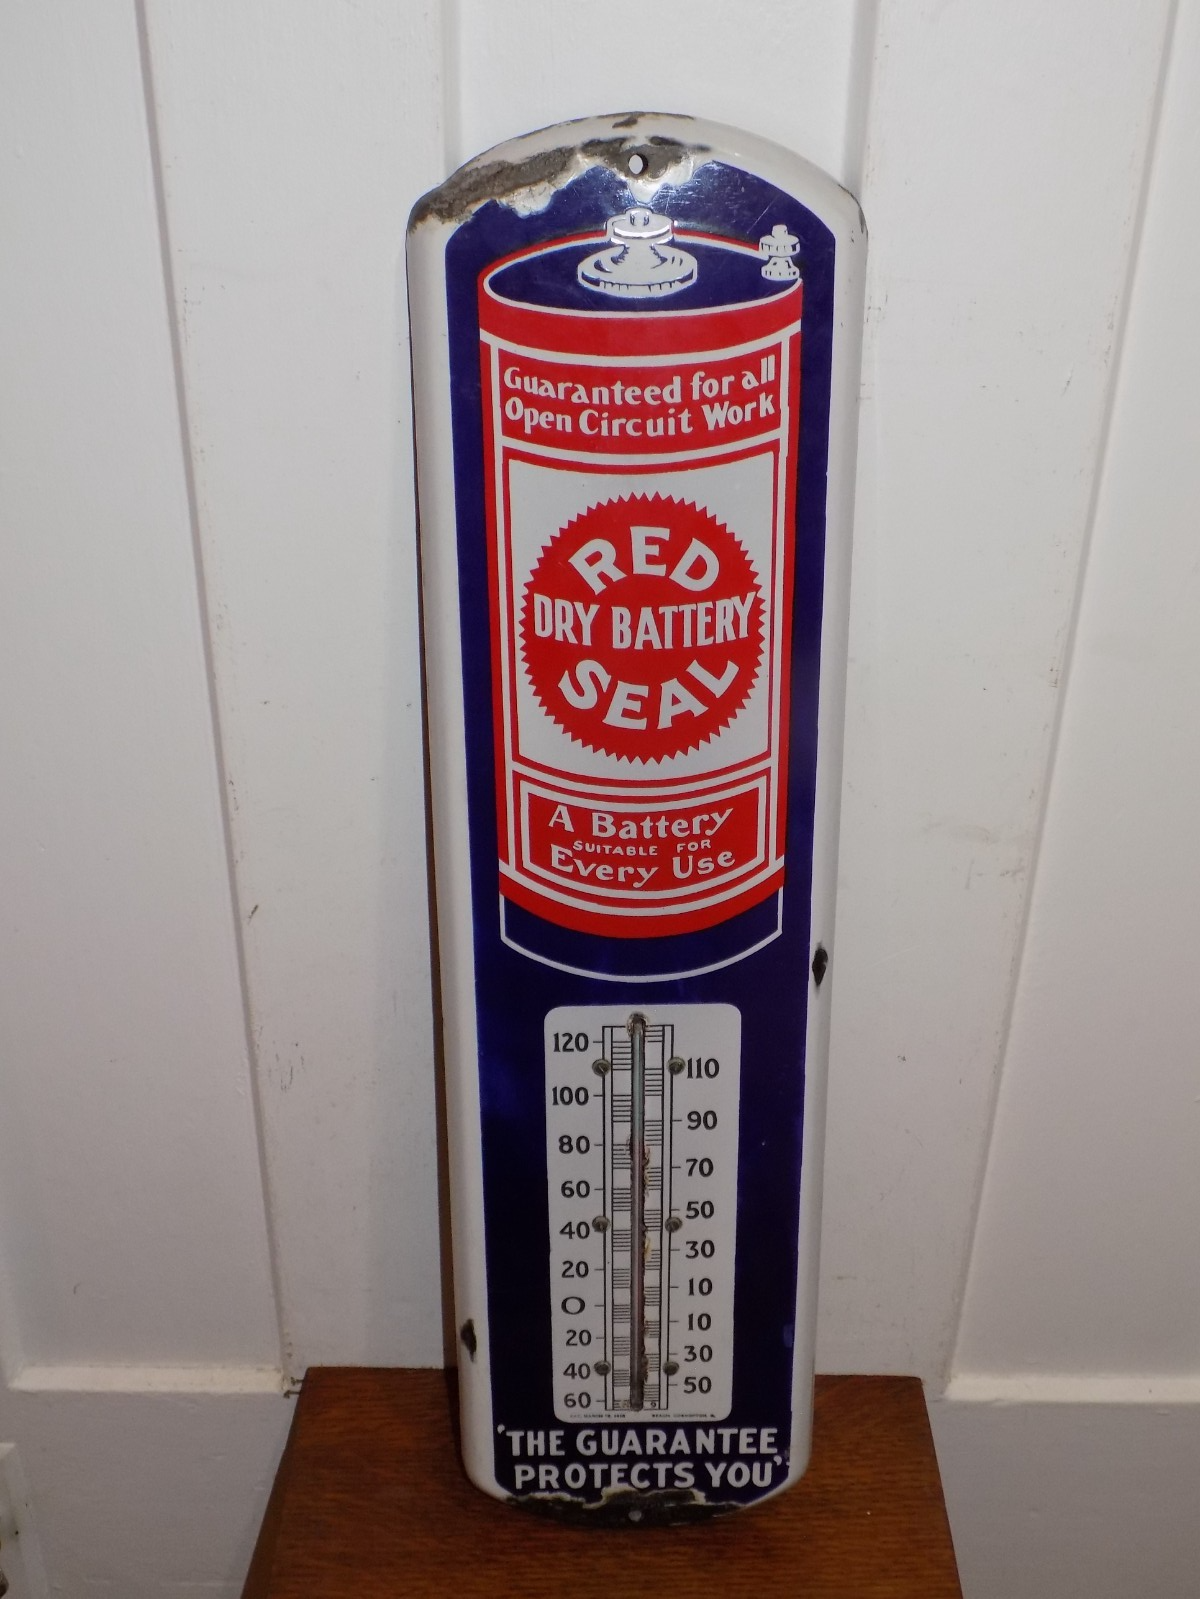 Guaranteed for all
Open Circuit Work
RED
DRY BATTERY
SEAL
A Battery
SUITABLE FOR
Every Use
120
110
100
90
80
70
60
50
40
30
20
10
0
10
20
30
40
50
60
"THE GUARANTEE
PROTECTS YOU"